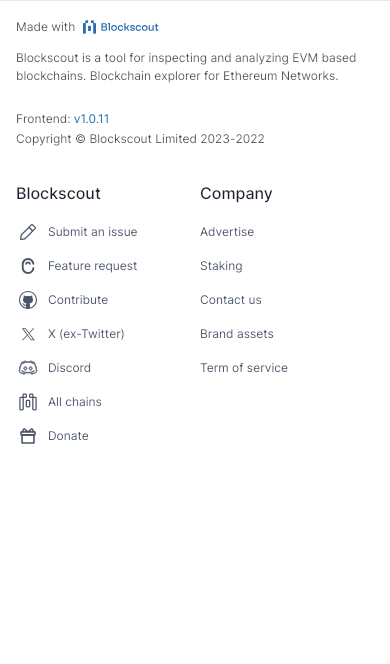 Made with Blockscout
Blockscout is a tool for inspecting and analyzing EVM based
blockchains. Blockchain explorer for Ethereum Networks.
Frontend: v1.0.11
Copyright © Blockscout Limited 2023-2022
Blockscout
Submit an issue
Feature request
Contribute
X (ex-Twitter)
Discord
All chains
Donate
Company
Advertise
Staking
Contact us
Brand assets
Term of service